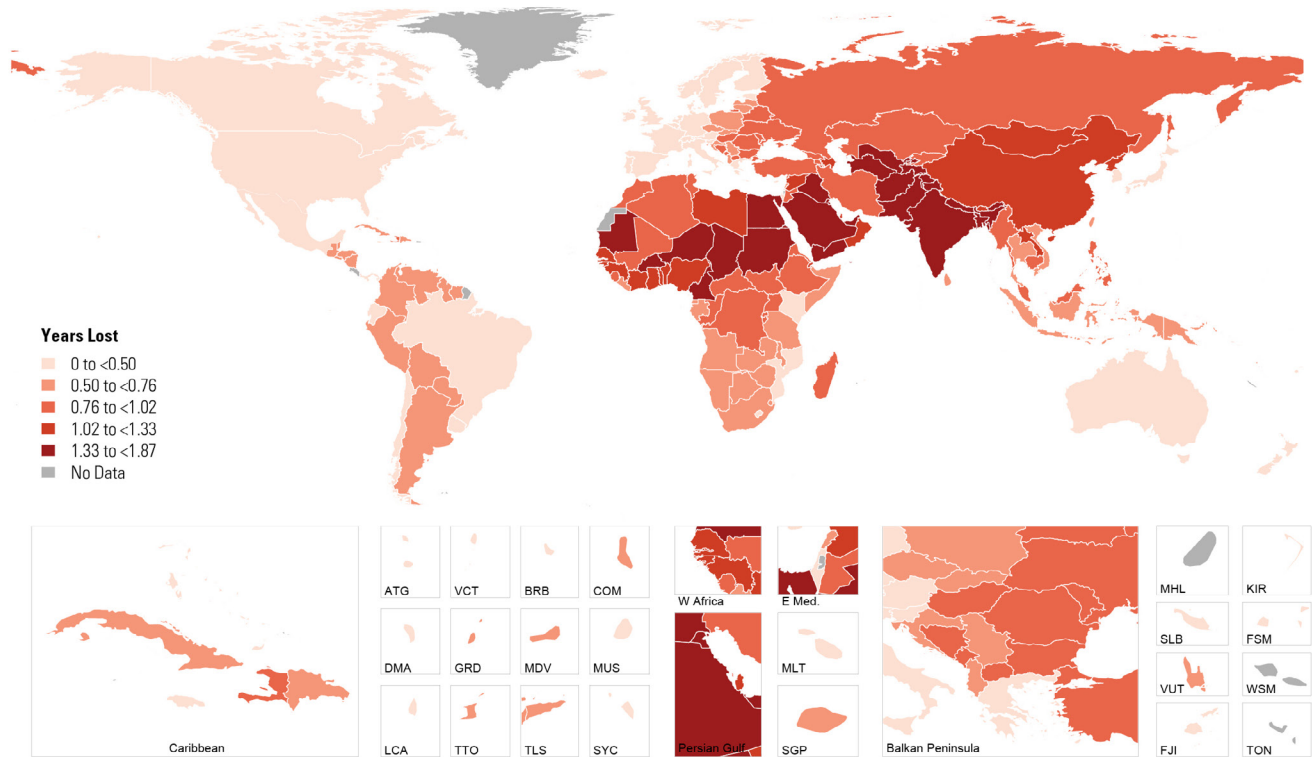 Years Lost
0 to <0.50
0.50 to <0.76
0.76 to <1.02
1.02 to <1.33
1.33 to <1.87
No Data
Caribbean
ATG
VCT
BRB
COM
DMA
GRD
MDV
MUS
LCA
TTO
TLS
SYC
W Africa
E Med.
Persian Gulf
MLT
SGP
Balkan Peninsula
MHL
KIR
SLB
FSM
VUT
WSM
FJI
TON